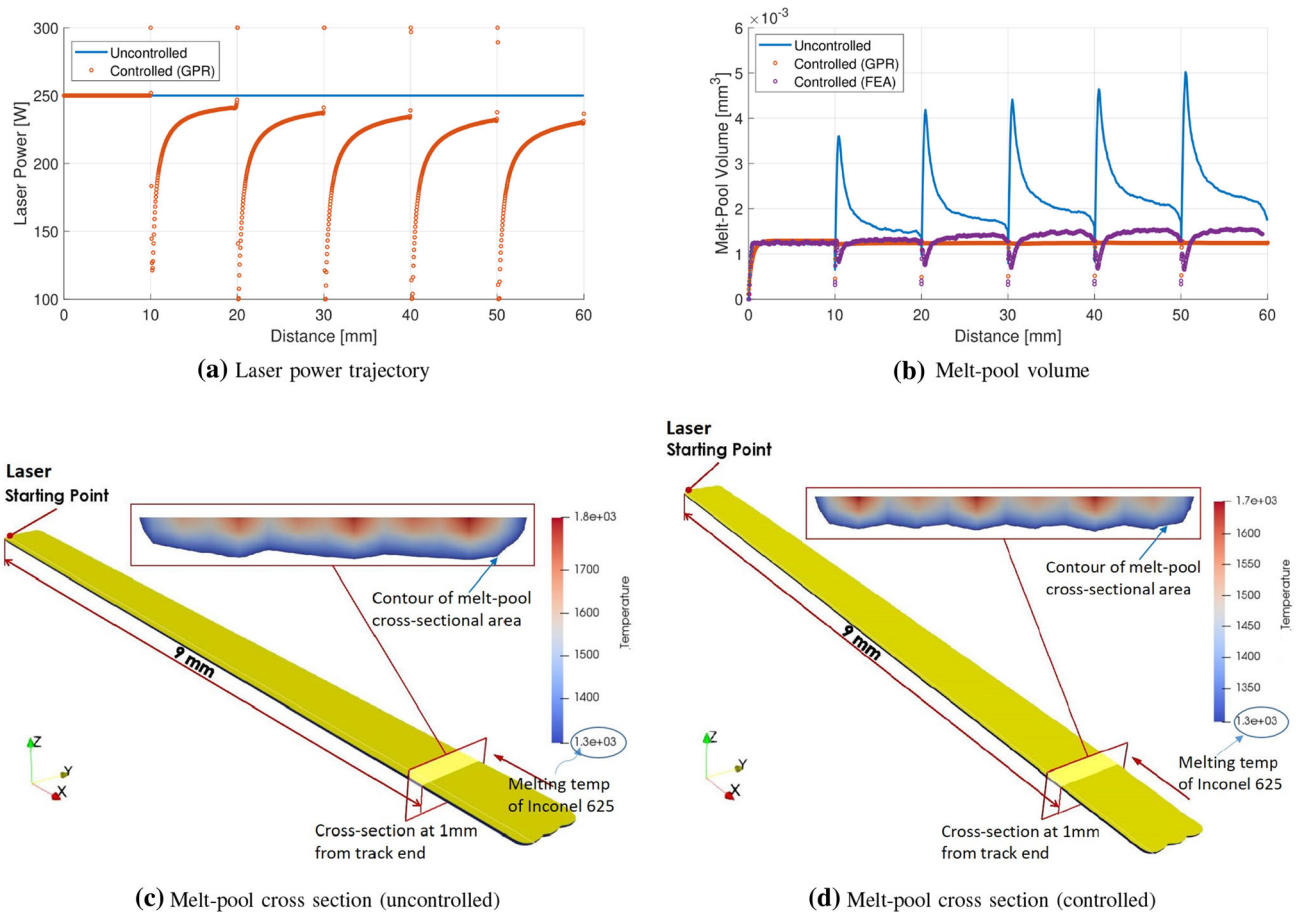 300
250
200
150
100
Laser Power [W]
Uncontrolled
Controlled (GPR)
0 10 20 30 40 50 60
Distance [mm]
(a) Laser power trajectory
×10⁻³
6
5
4
3
2
1
0
Melt-Pool Volume [mm³]
Uncontrolled
Controlled (GPR)
Controlled (FEA)
0 10 20 30 40 50 60
Distance [mm]
(b) Melt-pool volume
Laser
Starting Point
9 mm
Contour of melt-pool
cross-sectional area
1.8e+03
1700
1600
1500
1400
1.3e+03
Temperature
Melting temp
of Inconel 625
Cross-section at 1mm
from track end
Z
Y
X
(c) Melt-pool cross section (uncontrolled)
Laser
Starting Point
9 mm
Contour of melt-pool
cross-sectional area
1.7e+03
1650
1600
1550
1500
1450
1400
1350
1.3e+03
Temperature
Melting temp
of Inconel 625
Cross-section at 1mm
from track end
Z
Y
X
(d) Melt-pool cross section (controlled)